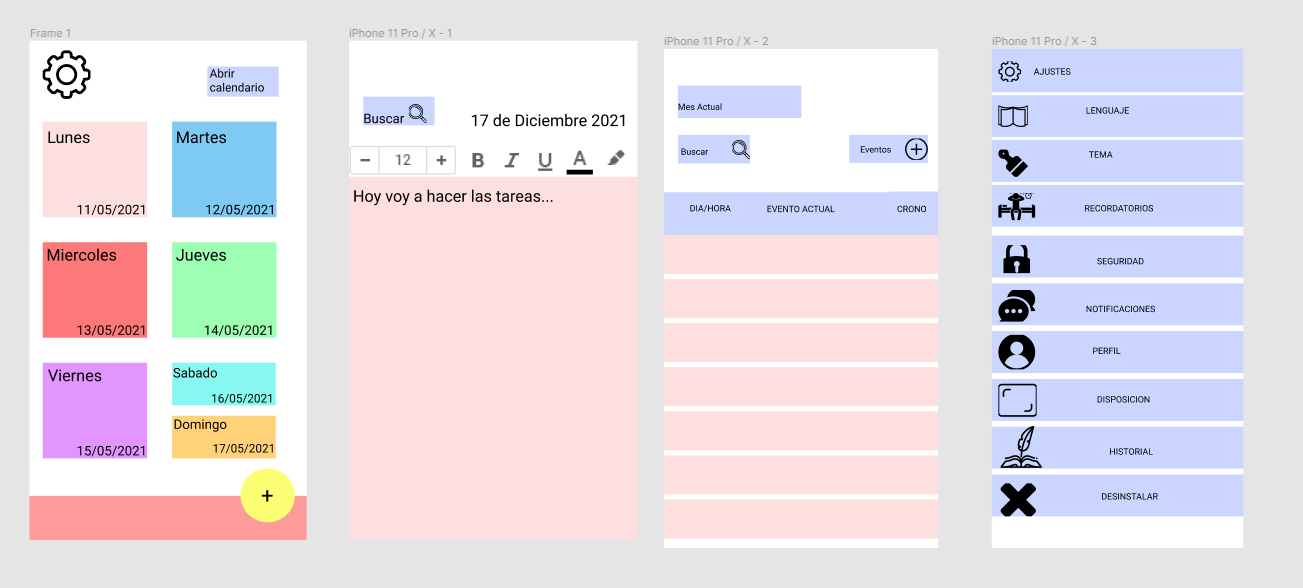 Frame 1
Abrir
calendario
Lunes
11/05/2021
Martes
12/05/2021
Miercoles
13/05/2021
Jueves
14/05/2021
Viernes
15/05/2021
Sabado
16/05/2021
Domingo
17/05/2021
+
iPhone 11 Pro / X - 1
Buscar
17 de Diciembre 2021
− 12 + B I U A
Hoy voy a hacer las tareas...
iPhone 11 Pro / X - 2
Mes Actual
Buscar
Eventos
DIA/HORA EVENTO ACTUAL CRONO
iPhone 11 Pro / X - 3
AJUSTES
LENGUAJE
TEMA
RECORDATORIOS
SEGURIDAD
NOTIFICACIONES
PERFIL
DISPOSICION
HISTORIAL
DESINSTALAR